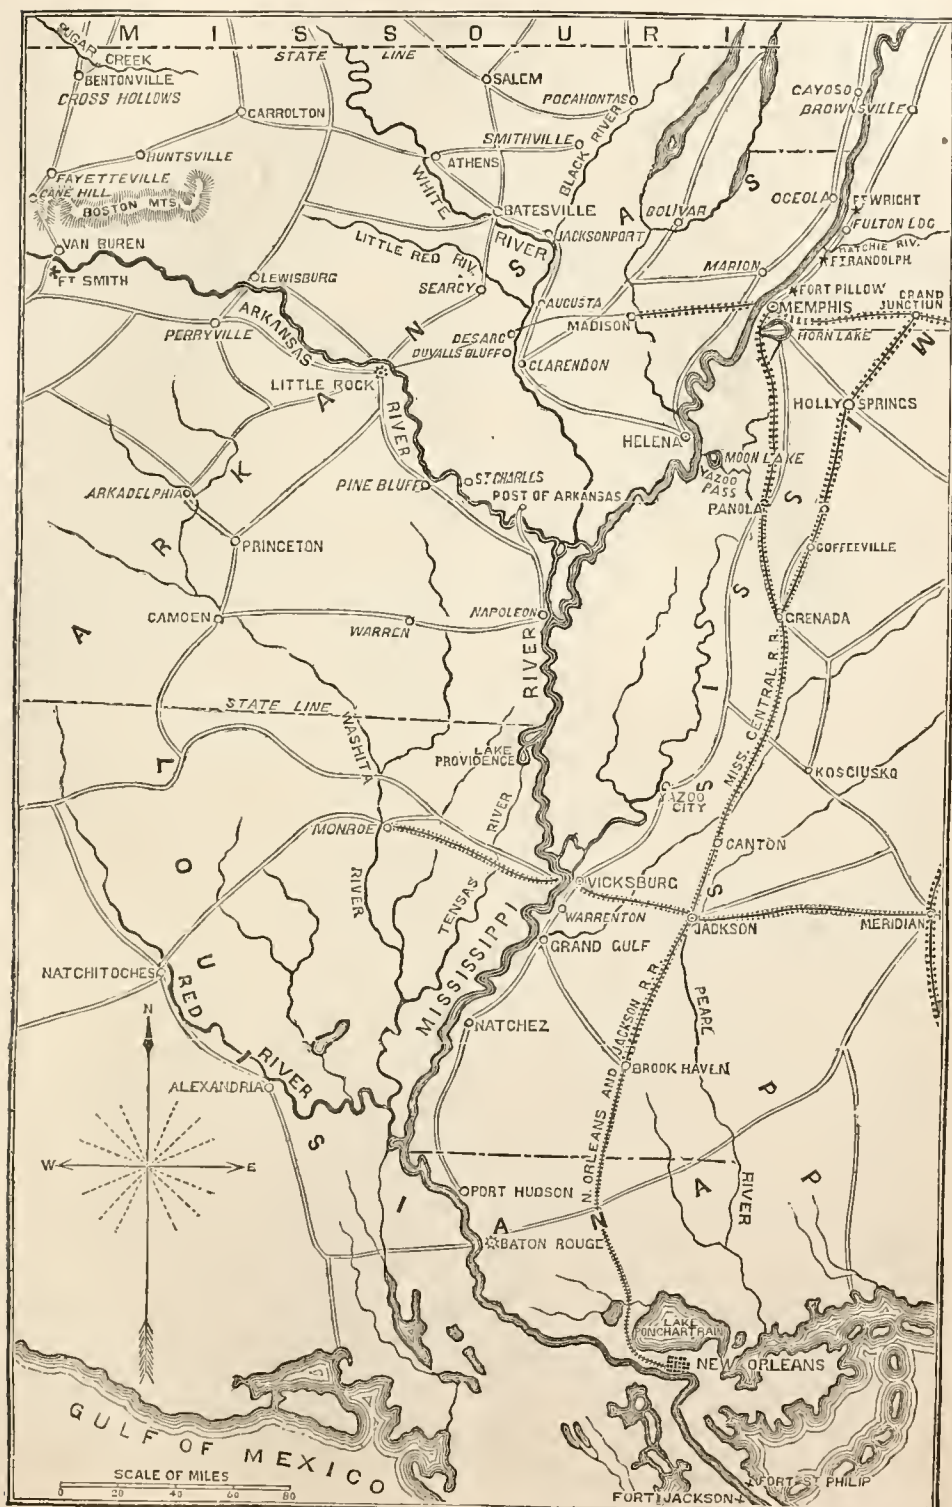 MISSOURI
STATE LINE
SUGAR CREEK
BENTONVILLE
CROSS HOLLOWS
SALEM
POCAHONTAS
CAYOSO
BROWNSVILLE
CARROLTON
SMITHVILLE
BLACK RIVER
HUNTSVILLE
ATHENS
FAYETTEVILLE
CANE HILL
BOSTON MTS.
WHITE RIVER
BATESVILLE
BOLIVAR
OCEOLA
FT WRIGHT
FULTON LDG
JACKSONPORT
VAN BUREN
LITTLE RED RIV.
HATCHIE RIV.
FT RANDOLPH
FT SMITH
LEWISBURG
SEARCY
MARION
FORT PILLOW
AUGUSTA
MEMPHIS
GRAND JUNCTION
ARKANSAS RIVER
PERRYVILLE
MADISON
DESARC
HORN LAKE
DUVALLS BLUFF
CLARENDON
LITTLE ROCK
HOLLY SPRINGS
HELENA
MOON LAKE
YAZOO PASS
ARKADELPHIA
PINE BLUFF
ST CHARLES
POST OF ARKANSAS
PANOLA
PRINCETON
COFFEEVILLE
ARKANSAS
CAMDEN
WARREN
NAPOLEON
GRENADA
MISSISSIPPI RIVER
STATE LINE
WASHITA RIVER
LAKE PROVIDENCE
MISS. CENTRAL R.R.
KOSCIUSKO
YAZOO CITY
MONROE
TENSAS RIVER
CANTON
VICKSBURG
WARRENTON
JACKSON
MERIDIAN
GRAND GULF
NATCHITOCHES
RED RIVER
NATCHEZ
PEARL RIVER
N. ORLEANS AND JACKSON R.R.
BROOK HAVEN
ALEXANDRIA
N
W
E
PORT HUDSON
BATON ROUGE
LOUISIANA
MISSISSIPPI
LAKE PONCHARTRAIN
NEW ORLEANS
GULF OF MEXICO
SCALE OF MILES
0 20 40 80
FORT ST PHILIP
FORT JACKSON